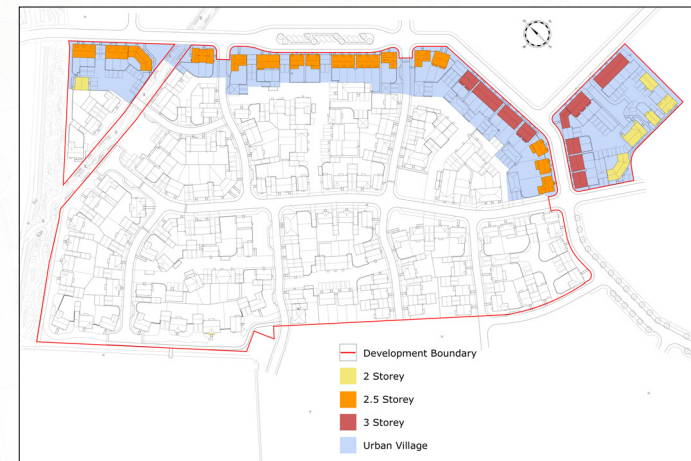 Development Boundary
2 Storey
2.5 Storey
3 Storey
Urban Village